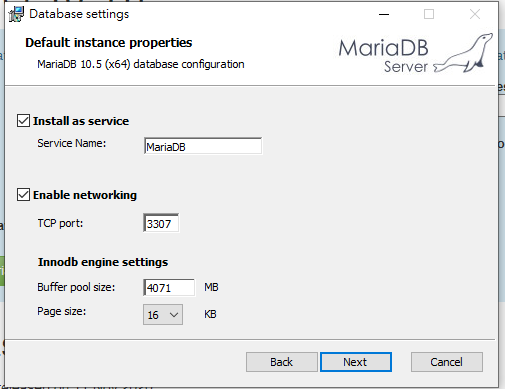 Database settings
Default instance properties
MariaDB 10.5 (x64) database configuration
MariaDB
Server
Install as service
Service Name:
MariaDB
Enable networking
TCP port:
3307
Innodb engine settings
Buffer pool size:
4071
MB
Page size:
16
KB
Back
Next
Cancel